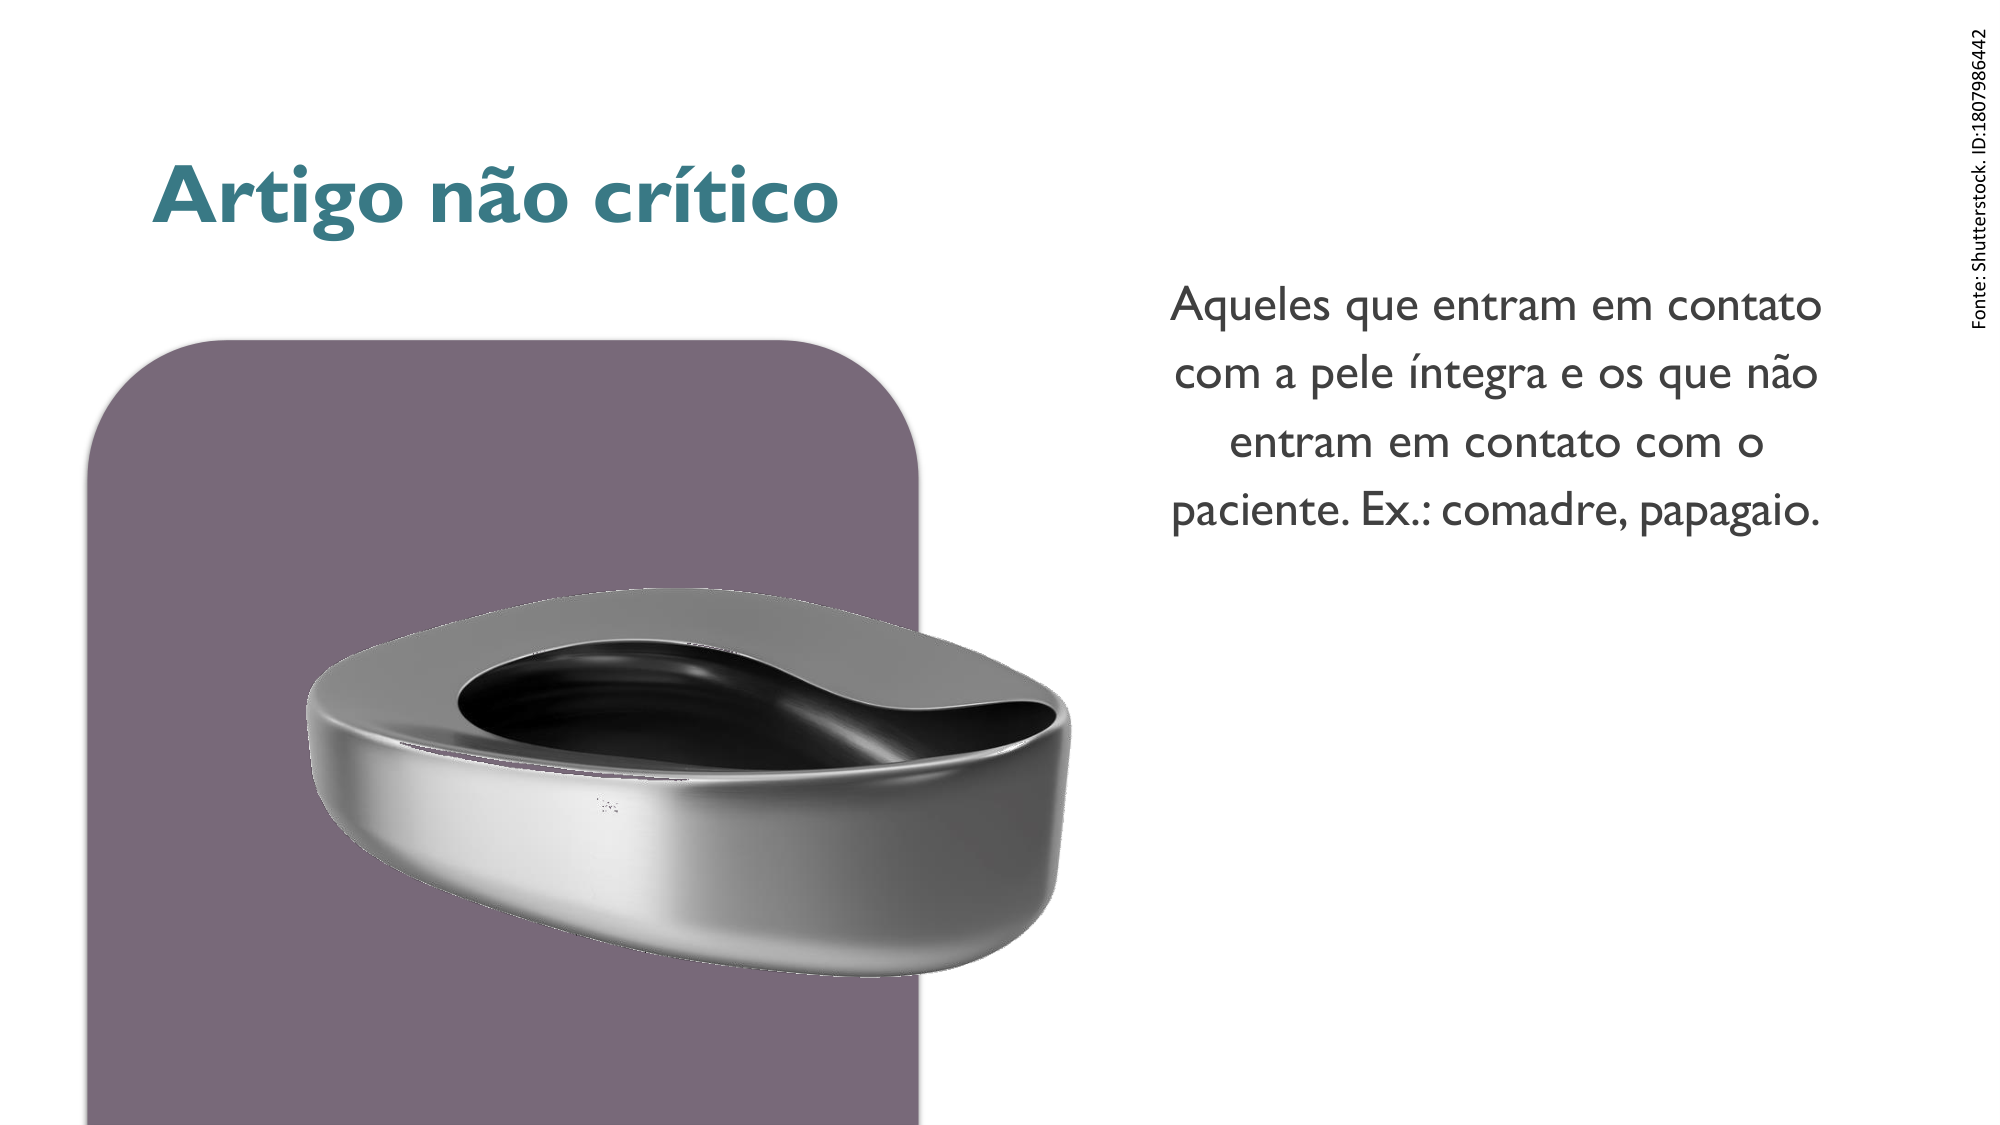 Artigo não crítico
Aqueles que entram em contato
com a pele íntegra e os que não
entram em contato com o
paciente. Ex.: comadre, papagaio.
Fonte: Shutterstock. ID:1807986442